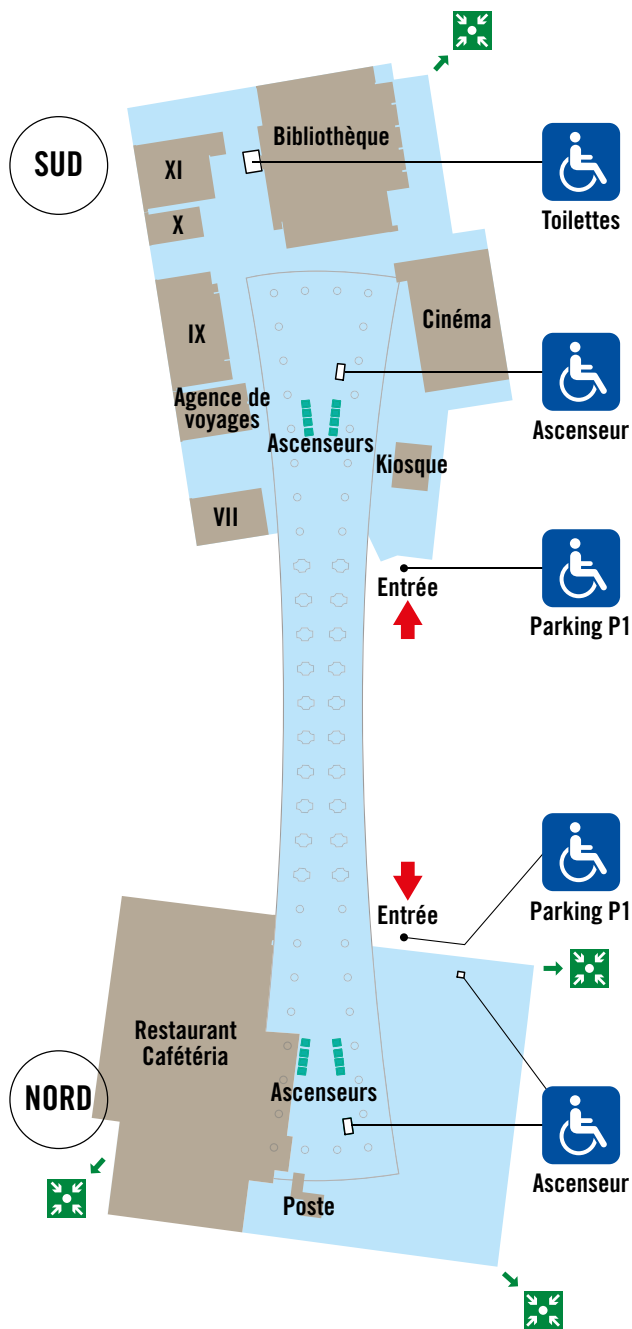 Bibliothèque
SUD
XI
Toilettes
X
Cinéma
IX
Agence de
voyages
Ascenseur
Ascenseurs
Kiosque
VII
Entrée
Parking P1
Entrée
Parking P1
Restaurant
Cafétéria
NORD
Ascenseurs
Ascenseur
Poste